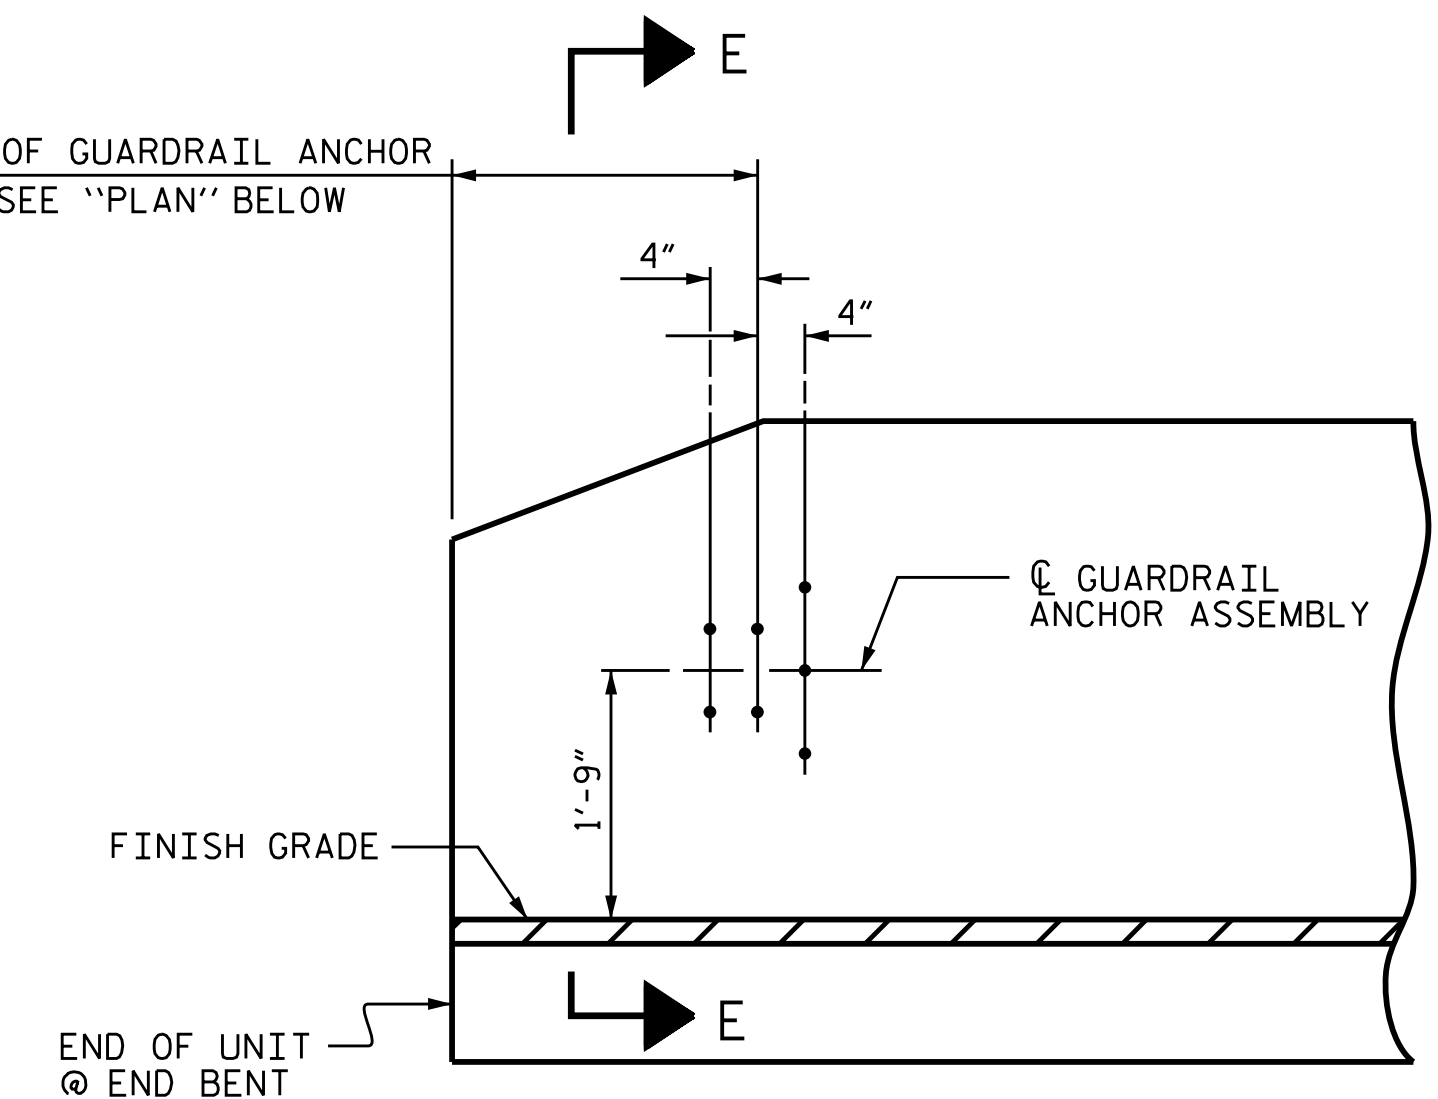 E
OF GUARDRAIL ANCHOR
SEE "PLAN" BELOW
4"
4"
℄ GUARDRAIL
ANCHOR ASSEMBLY
1'-9"
FINISH GRADE
E
END OF UNIT
@ END BENT